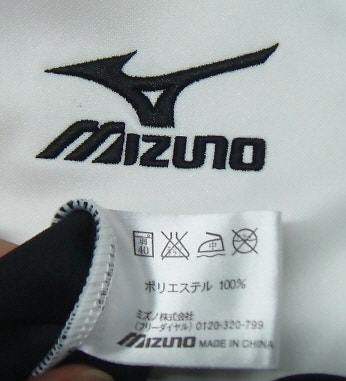 MIZUNO
40
ポリエステル 100%
ミズノ株式会社
(フリーダイヤル) 0120-320-799
MIZUNO MADE IN CHINA